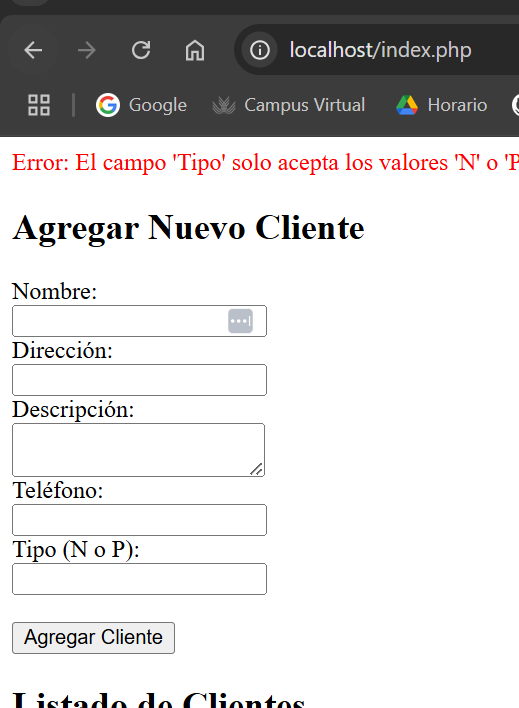 localhost/index.php
Google Campus Virtual Horario
Error: El campo 'Tipo' solo acepta los valores 'N' o 'P
Agregar Nuevo Cliente
Nombre:
Dirección:
Descripción:
Teléfono:
Tipo (N o P):
Agregar Cliente
Listado de Clientes